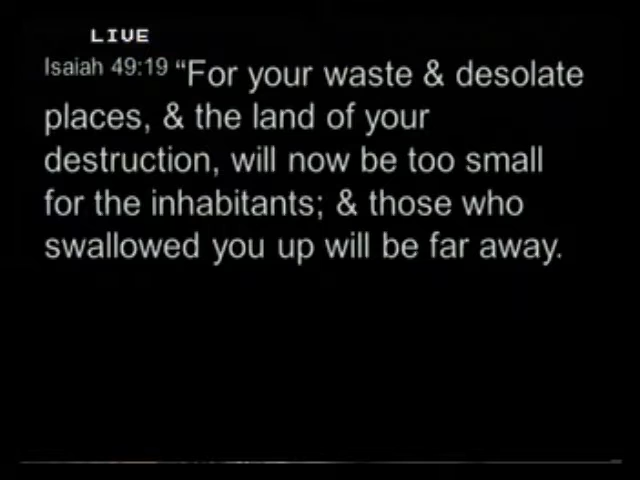 LIVE
Isaiah 49:19 “For your waste & desolate
places, & the land of your
destruction, will now be too small
for the inhabitants; & those who
swallowed you up will be far away.